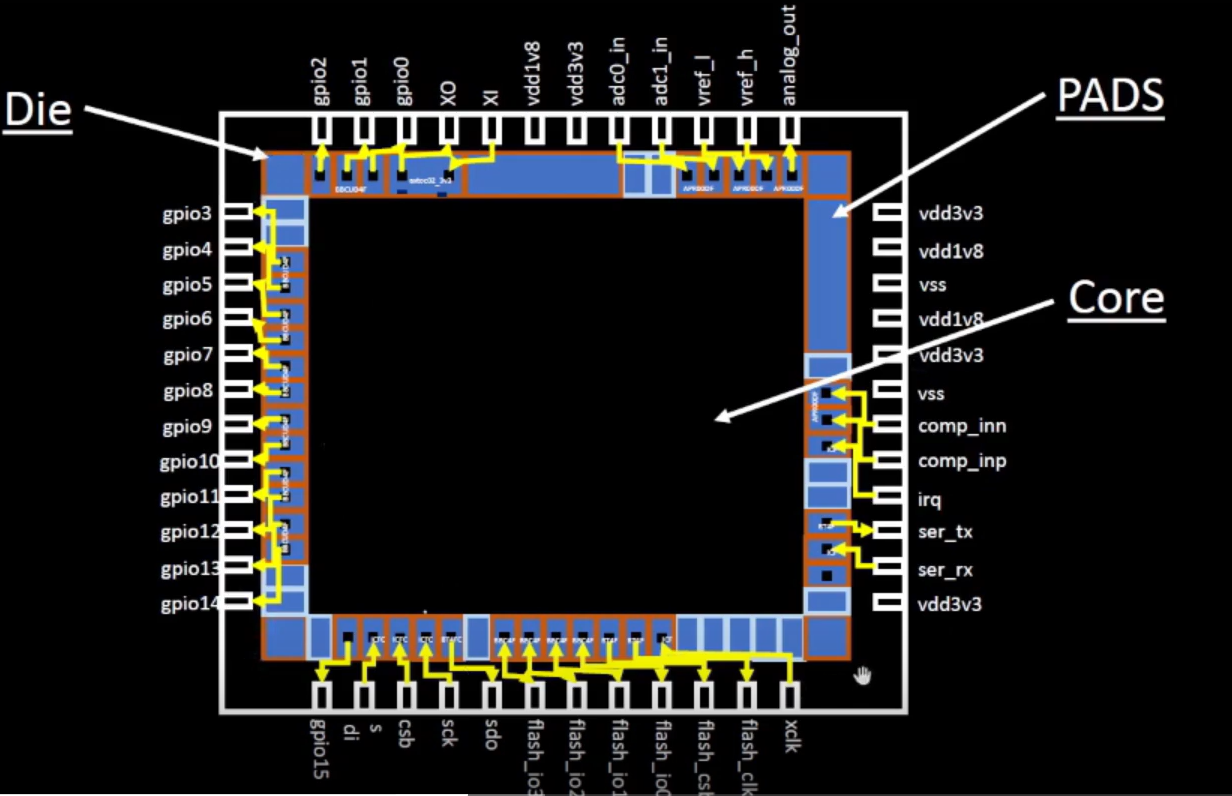 Die
PADS
Core
gpio2
gpio1
gpio0
XO
XI
vdd1v8
vdd3v3
adc0_in
adc1_in
vref_l
vref_h
analog_out
gpio3
gpio4
gpio5
gpio6
gpio7
gpio8
gpio9
gpio10
gpio11
gpio12
gpio13
gpio14
vdd3v3
vdd1v8
vss
vdd1v8
vdd3v3
vss
comp_inn
comp_inp
irq
ser_tx
ser_rx
vdd3v3
gpio15
di
s
csb
sck
sdo
flash_io3
flash_io2
flash_io1
flash_io0
flash_csb
flash_clk
xclk